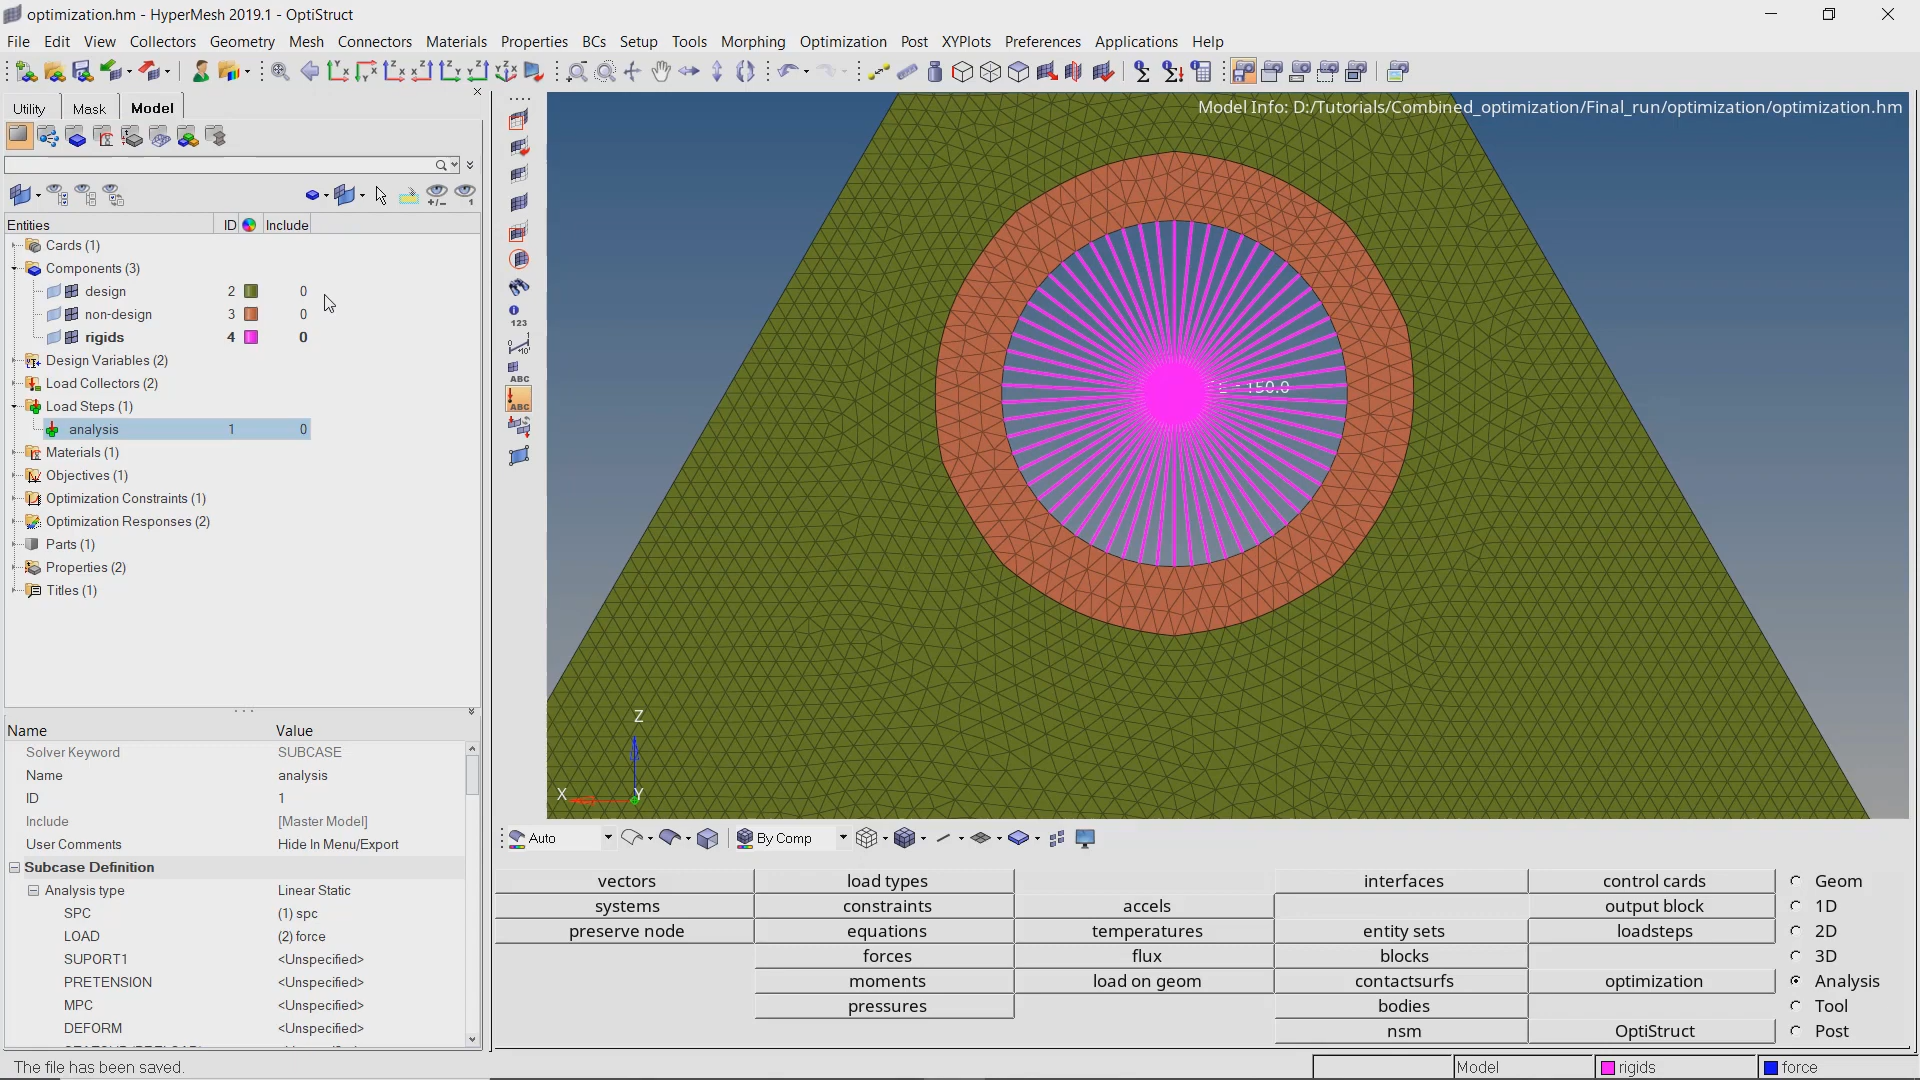 optimization.hm - HyperMesh 2019.1 - OptiStruct
File Edit View Collectors Geometry Mesh Connectors Materials Properties BCs Setup Tools Morphing Optimization Post XYPlots Preferences Applications Help
Utility Mask Model
Model Info: D:/Tutorials/Combined_optimization/Final_run/optimization/optimization.hm
Entities ID Include
Cards (1)
Components (3)
design 2 0
non-design 3 0
rigids 4 0
Design Variables (2)
Load Collectors (2)
Load Steps (1)
analysis 1 0
Materials (1)
Objectives (1)
Optimization Constraints (1)
Optimization Responses (2)
Parts (1)
Properties (2)
Titles (1)
123
ABC
ABC
Z
X Y
Name Value
Solver Keyword SUBCASE
Name analysis
ID 1
Include [Master Model]
User Comments Hide In Menu/Export
Subcase Definition
Analysis type Linear Static
SPC (1) spc
LOAD (2) force
SUPORT1 <Unspecified>
PRETENSION <Unspecified>
MPC <Unspecified>
DEFORM <Unspecified>
Auto By Comp
vectors load types interfaces control cards Geom
systems constraints accels output block 1D
preserve node equations temperatures entity sets loadsteps 2D
forces flux blocks 3D
moments load on geom contactsurfs optimization Analysis
pressures bodies Tool
nsm OptiStruct Post
The file has been saved. Model rigids force